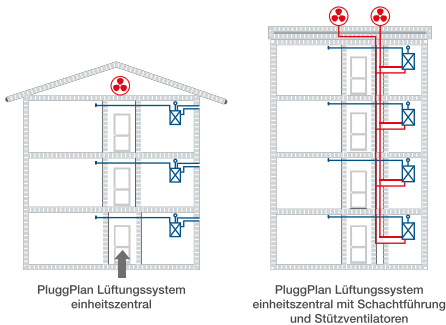 PluggPlan Lüftungssystem
einheitszentral
PluggPlan Lüftungssystem
einheitszentral mit Schachtführung
und Stützventilatoren